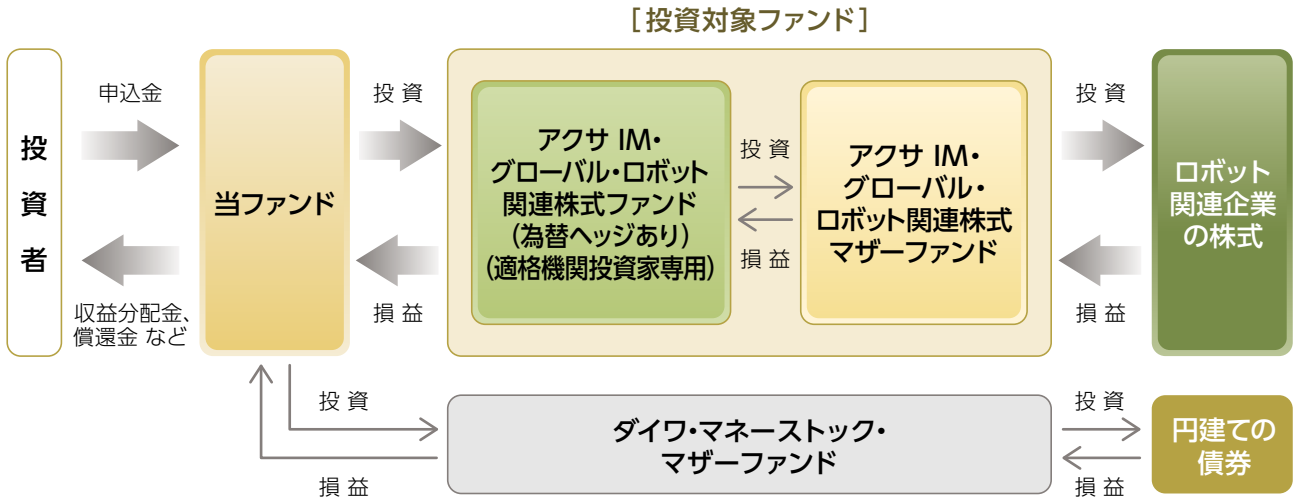 [投資対象ファンド]
投資者
申込金
収益分配金、
償還金 など
当ファンド
投 資
損 益
アクサ IM・
グローバル・ロボット
関連株式ファンド
(為替ヘッジあり)
(適格機関投資家専用)
投 資
損 益
アクサ IM・
グローバル・
ロボット関連株式
マザーファンド
投 資
損 益
ロボット
関連企業
の株式
投 資
損 益
ダイワ・マネーストック・
マザーファンド
投 資
損 益
円建ての
債券